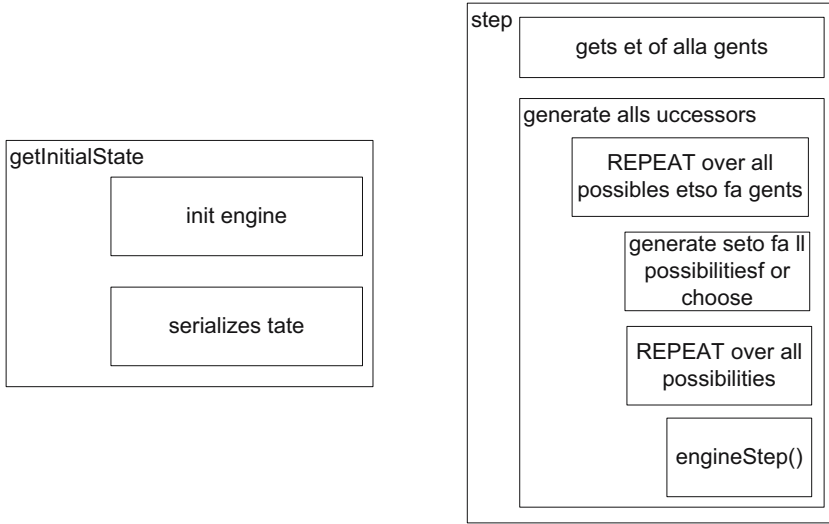 getInitialState
init engine
serializes tate
step
gets et of alla gents
generate alls uccessors
REPEAT over all
possibles etso fa gents
generate seto fa ll
possibilitiesf or
choose
REPEAT over all
possibilities
engineStep()